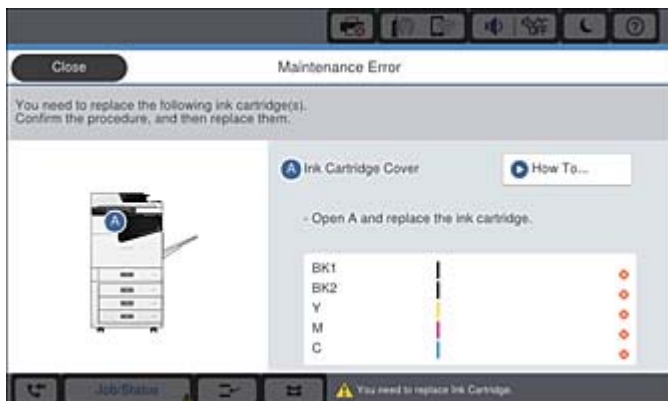 Close
Maintenance Error
You need to replace the following ink cartridge(s).
Confirm the procedure, and then replace them.
A Ink Cartridge Cover
How To...
A
- Open A and replace the ink cartridge.
BK1
BK2
Y
M
C
OFF
Job/Status
You need to replace Ink Cartridge.